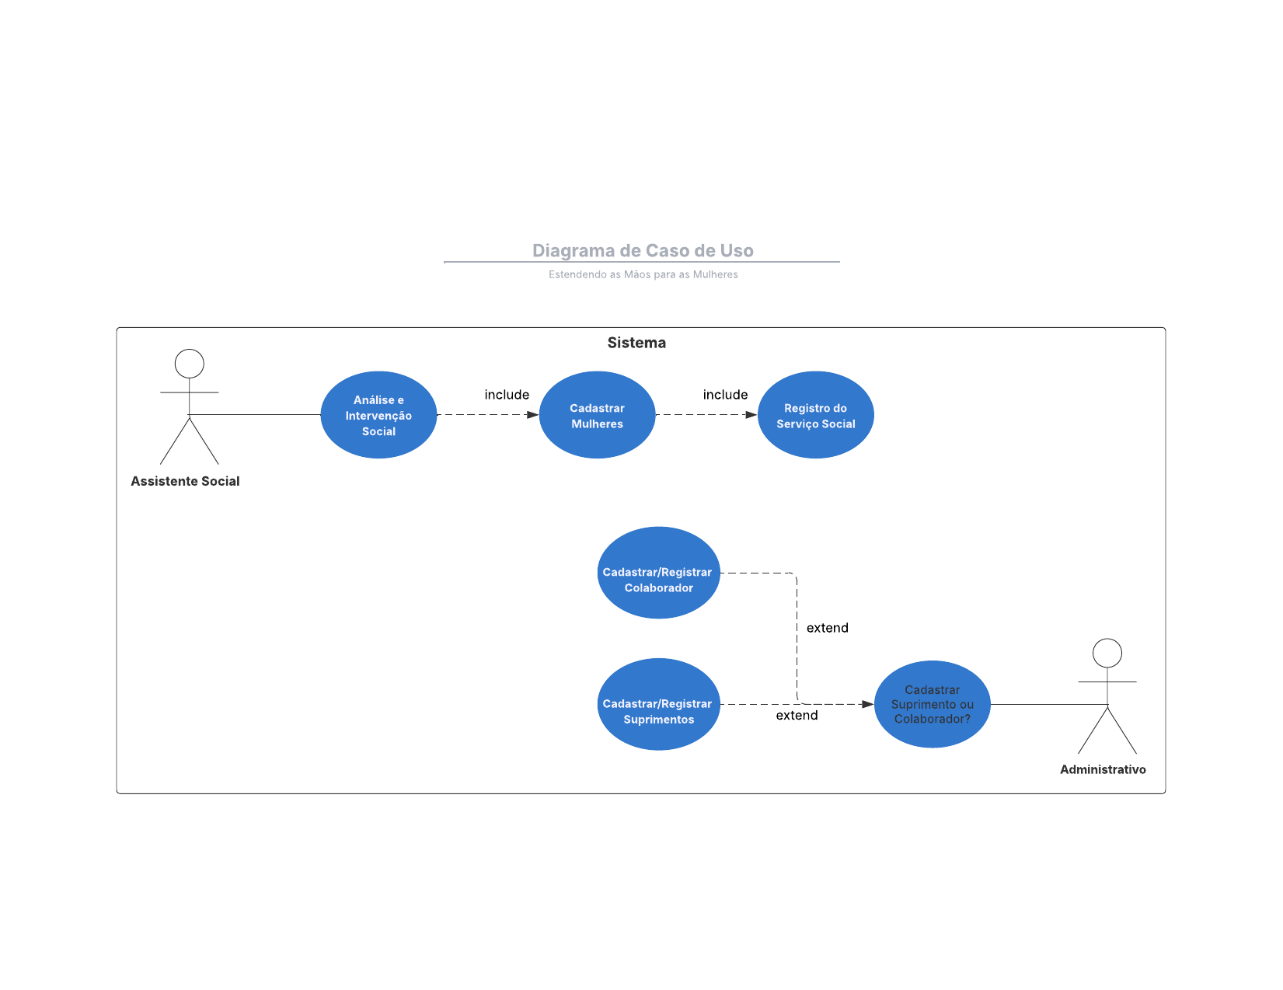 Diagrama de Caso de Uso
Estendendo as Mãos para as Mulheres
Sistema
Análise e
Intervenção
Social
include
Cadastrar
Mulheres
include
Registro do
Serviço Social
Assistente Social
Cadastrar/Registrar
Colaborador
extend
Cadastrar/Registrar
Suprimentos
extend
Cadastrar
Suprimento ou
Colaborador?
Administrativo